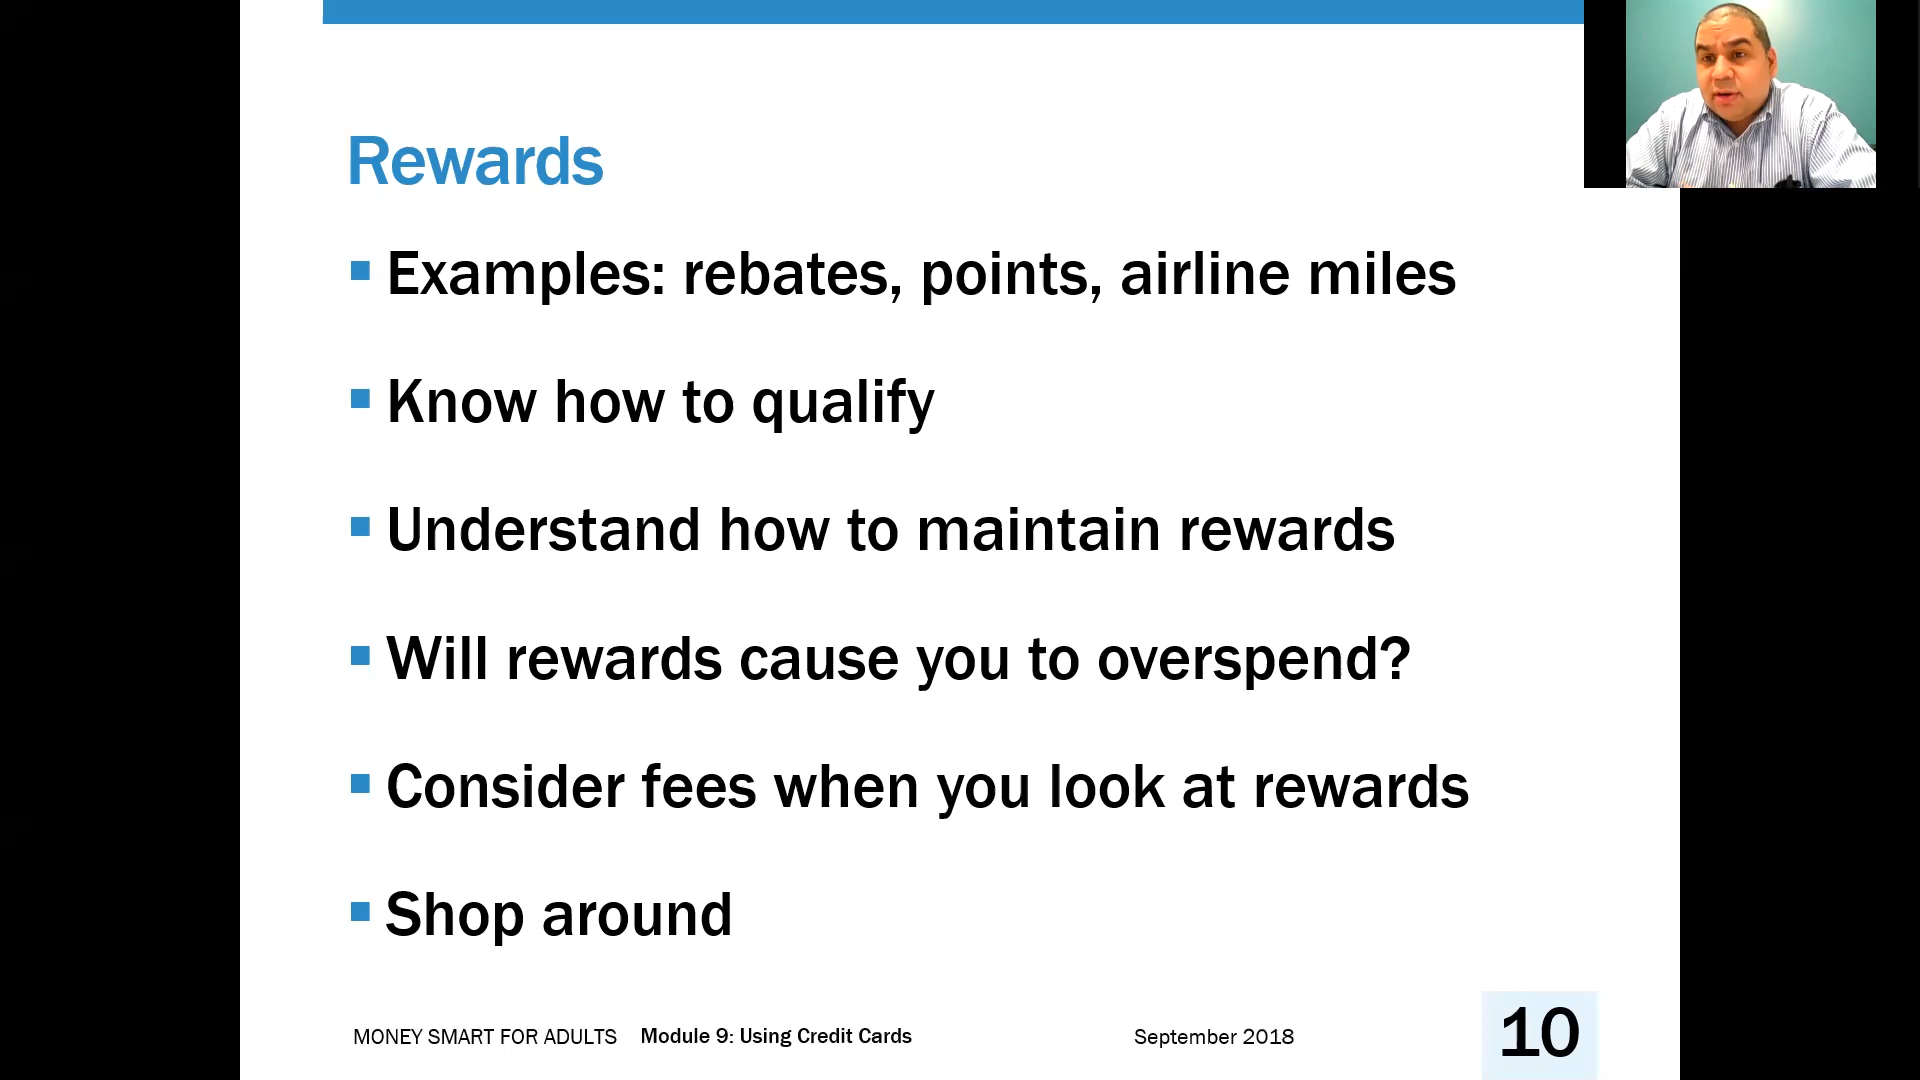 Rewards
Examples: rebates, points, airline miles
Know how to qualify
Understand how to maintain rewards
Will rewards cause you to overspend?
Consider fees when you look at rewards
Shop around
MONEY SMART FOR ADULTS Module 9: Using Credit Cards September 2018 10